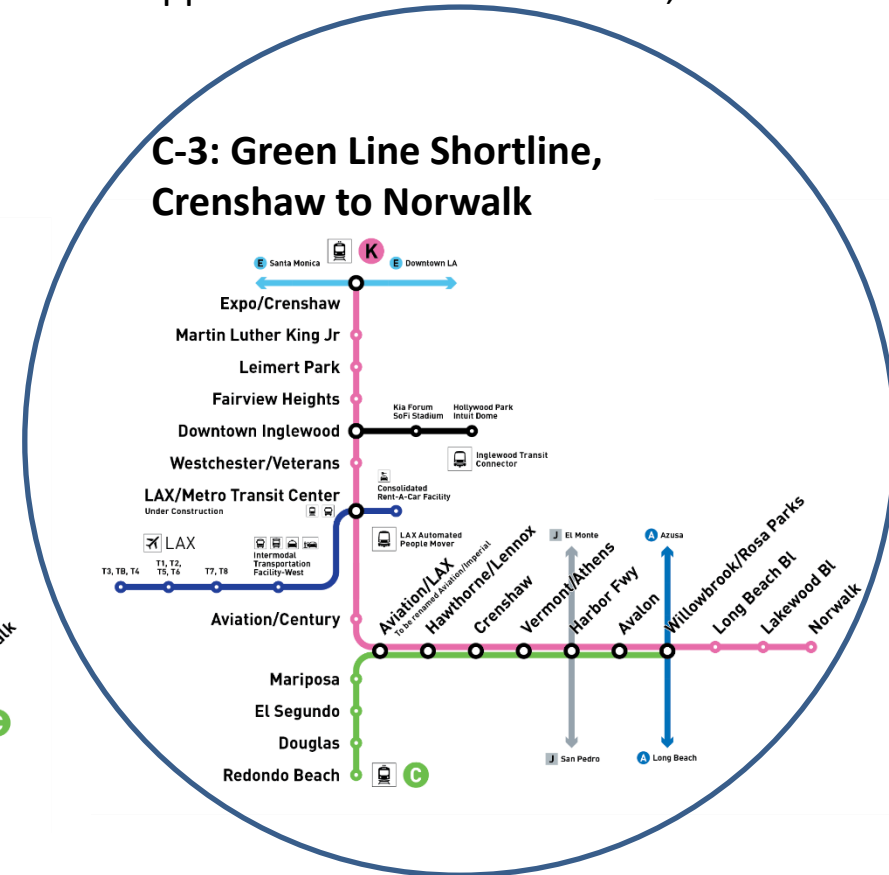 C-3: Green Line Shortline,
Crenshaw to Norwalk
K
E Santa Monica
E Downtown LA
Expo/Crenshaw
Martin Luther King Jr
Leimert Park
Fairview Heights
Downtown Inglewood
Kia Forum
SoFi Stadium
Hollywood Park
Intuit Dome
Inglewood Transit
Connector
Westchester/Veterans
LAX/Metro Transit Center
Under Construction
Consolidated
Rent-A-Car Facility
LAX Automated
People Mover
LAX
T3, TB, T4
T1, T2,
T5, T6
T7, T8
Intermodal
Transportation
Facility-West
J El Monte
A Azusa
Aviation/Century
Aviation/LAX
To be renamed Aviation/Imperial
Hawthorne/Lennox
Crenshaw
Vermont/Athens
Harbor Fwy
Avalon
Willowbrook/Rosa Parks
Long Beach Bl
Lakewood Bl
Norwalk
Mariposa
El Segundo
Douglas
Redondo Beach
C
J San Pedro
A Long Beach